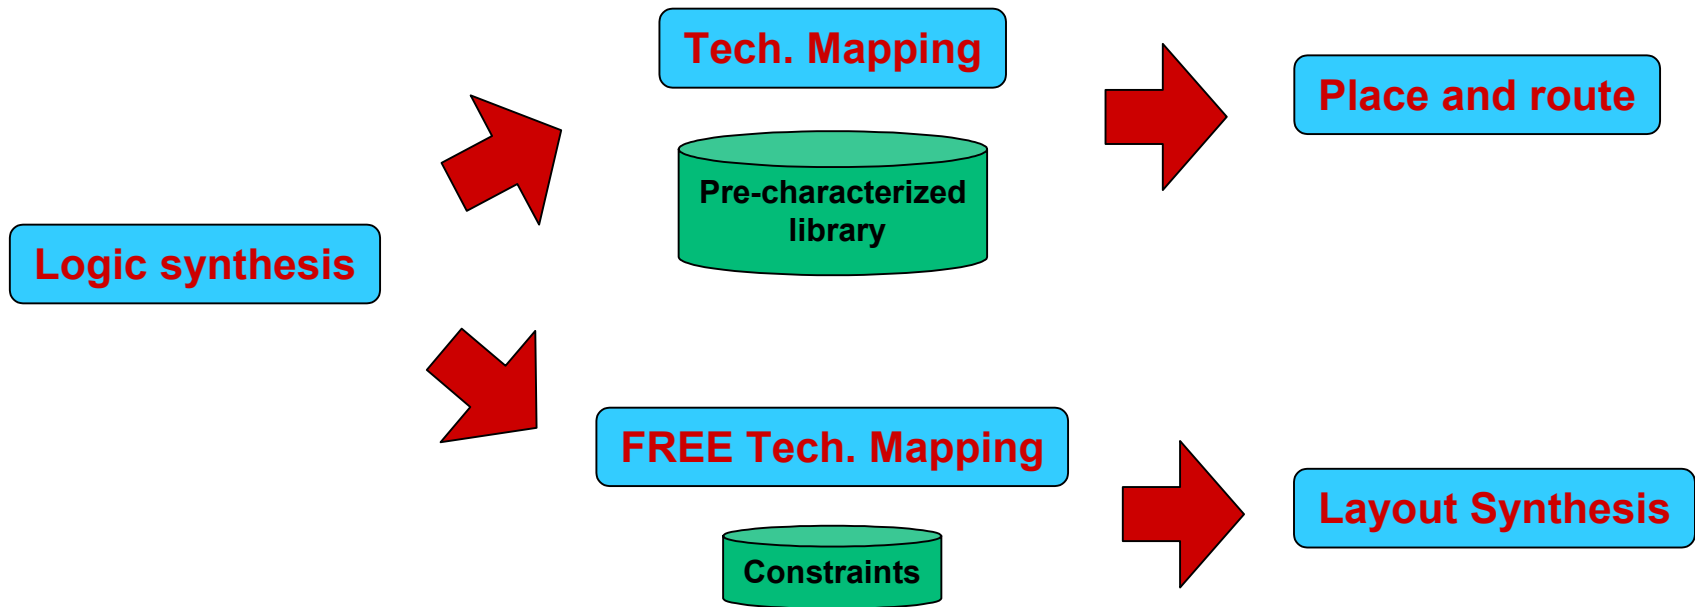 Tech. Mapping
Place and route
Pre-characterized
library
Logic synthesis
FREE Tech. Mapping
Layout Synthesis
Constraints